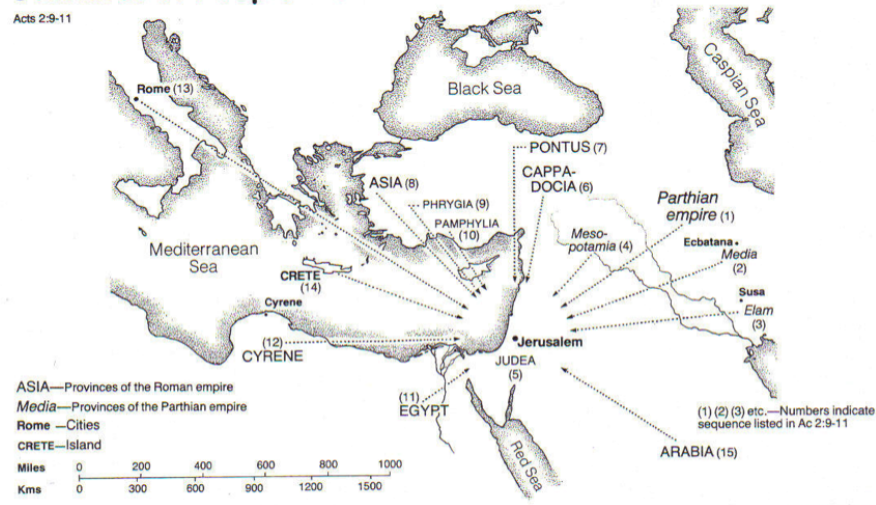 Acts 2:9-11
Caspian Sea
Black Sea
Rome (13)
PONTUS (7)
CAPPA-
DOCIA (6)
ASIA (8)
PHRYGIA (9)
PAMPHYLIA
(10)
Parthian
empire (1)
Meso-
potamia (4)
Ecbatana
Media
(2)
Mediterranean
Sea
CRETE
(14)
Susa
Elam
(3)
Cyrene
(12)
CYRENE
Jerusalem
JUDEA
(5)
(11)
EGYPT
Red Sea
ARABIA (15)
(1) (2) (3) etc.—Numbers indicate
sequence listed in Ac 2:9-11
ASIA—Provinces of the Roman empire
Media—Provinces of the Parthian empire
Rome —Cities
CRETE—Island
Miles 0 200 400 600 800 1000
Kms 0 300 600 900 1200 1500